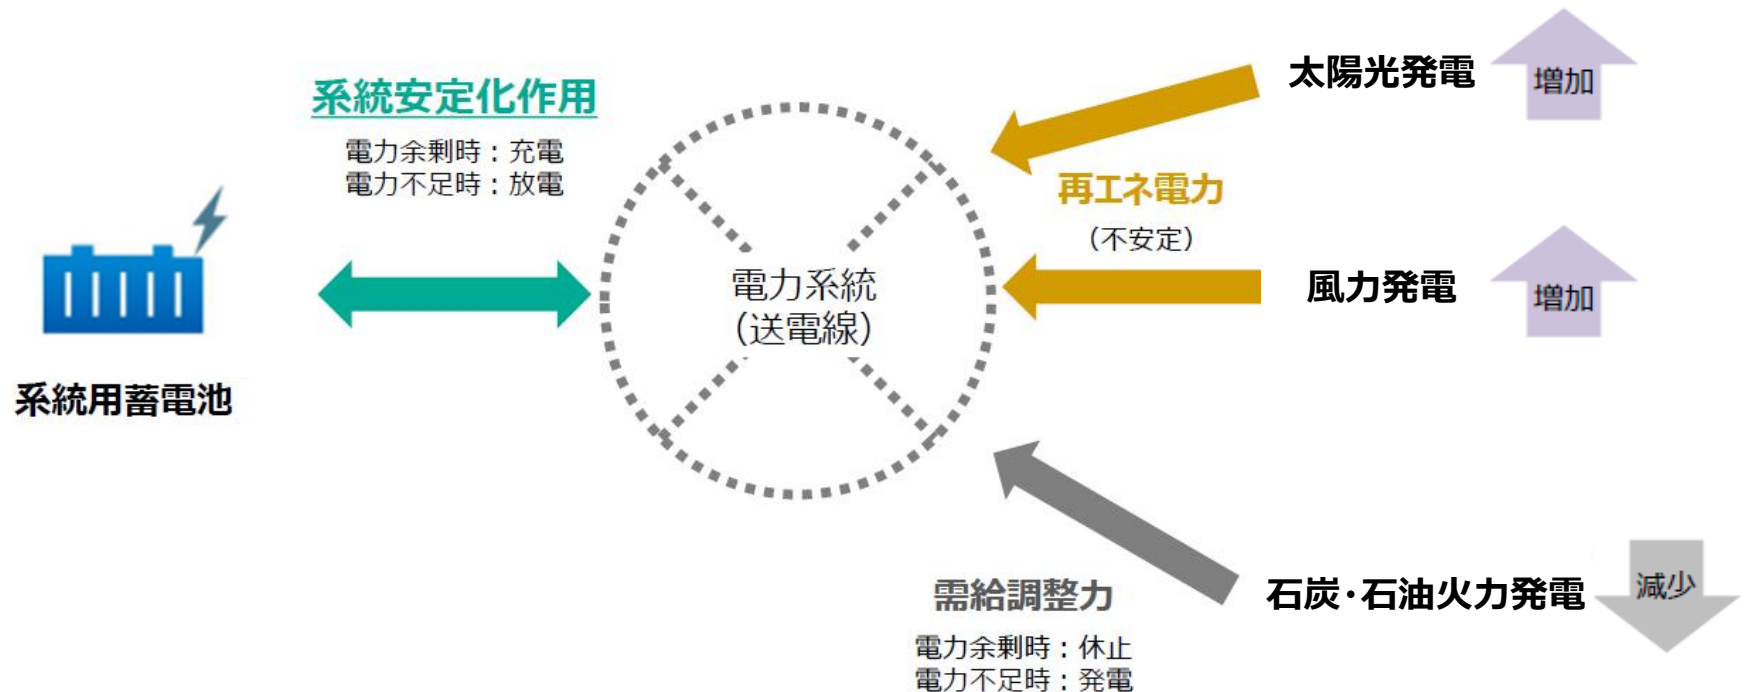 系統安定化作用
電力余剰時：充電
電力不足時：放電
系統用蓄電池
電力系統
（送電線）
太陽光発電
増加
再エネ電力
（不安定）
風力発電
増加
石炭・石油火力発電
減少
需給調整力
電力余剰時：休止
電力不足時：発電